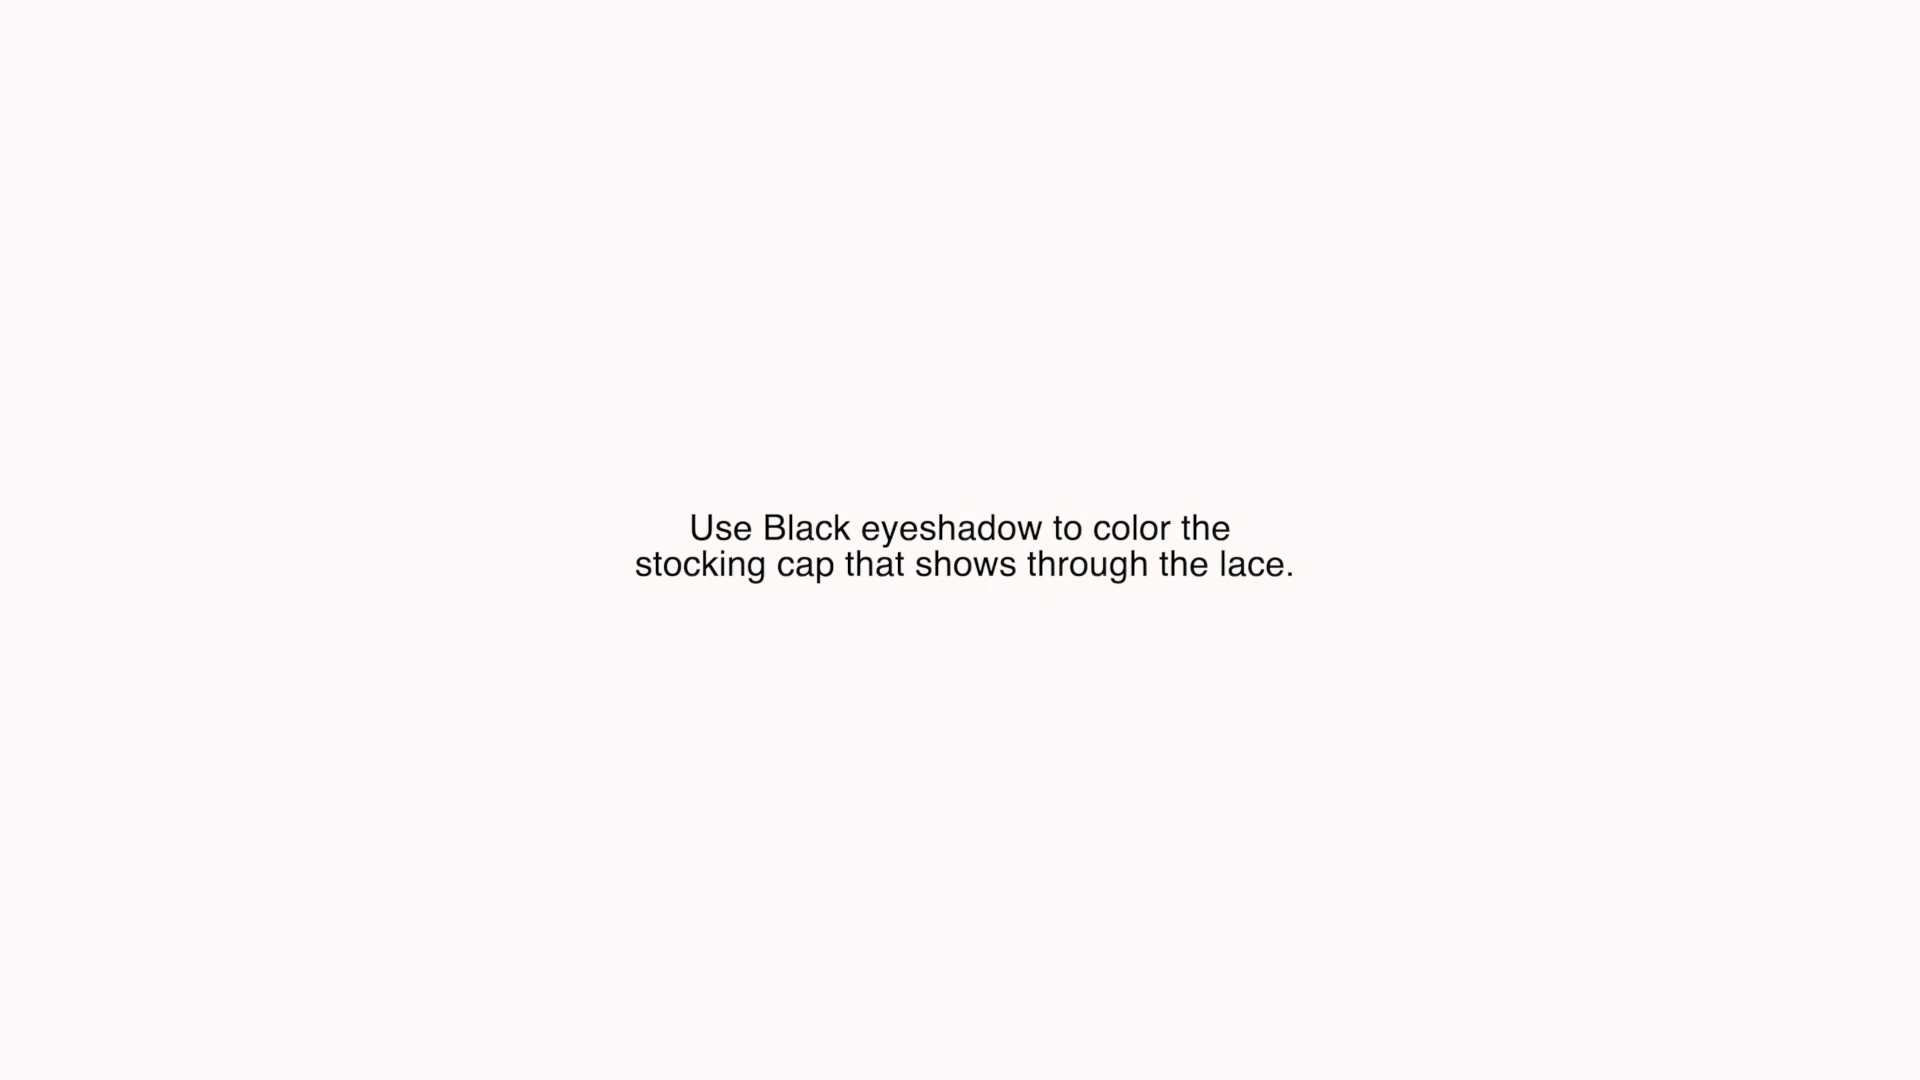 Use Black eyeshadow to color the
stocking cap that shows through the lace.